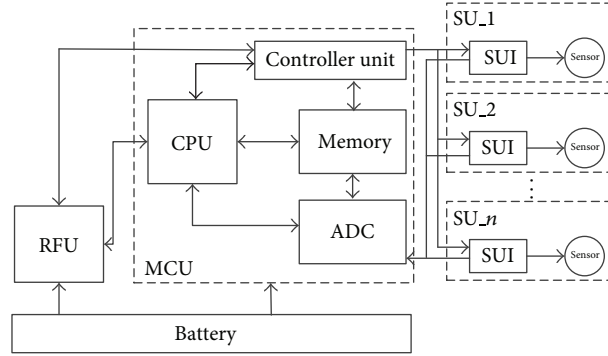 SU_1
Controller unit
SUI
Sensor
SU_2
CPU
Memory
SUI
Sensor
SU_n
RFU
ADC
SUI
Sensor
MCU
Battery